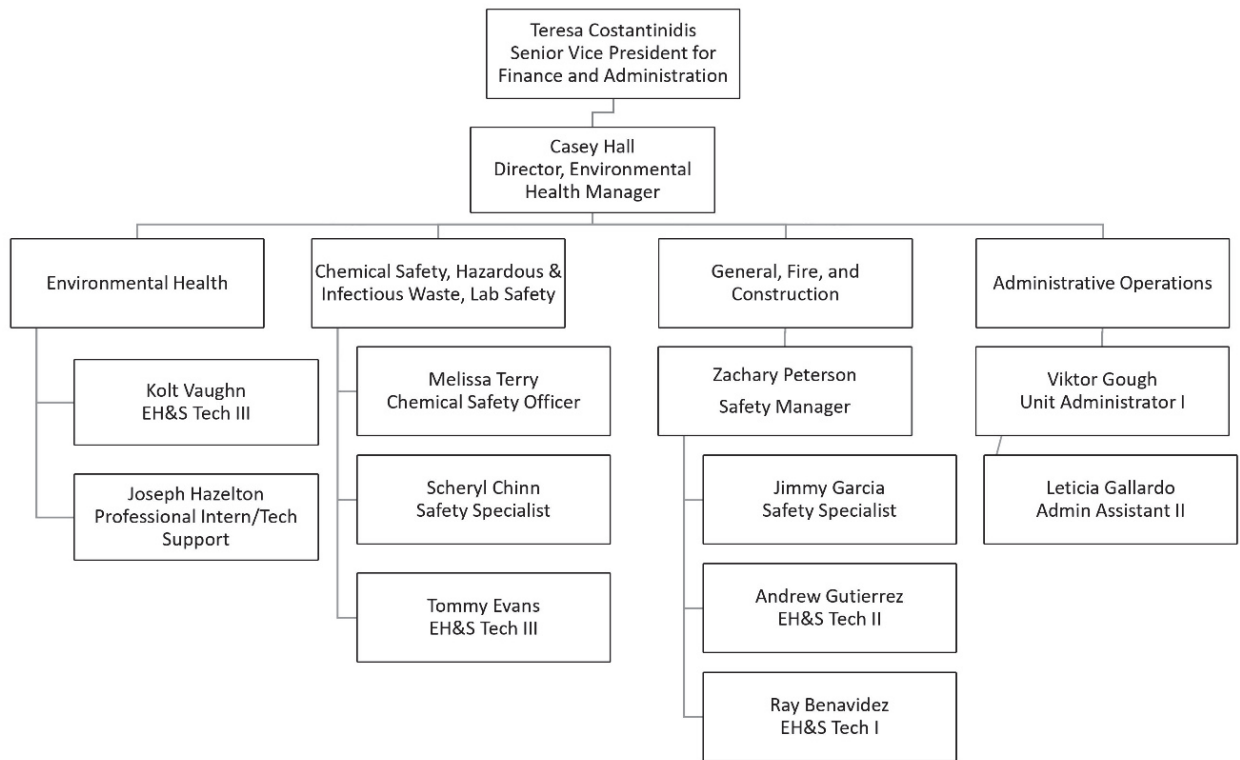 Teresa Costantinidis
Senior Vice President for
Finance and Administration
Casey Hall
Director, Environmental
Health Manager
Environmental Health
Kolt Vaughn
EH&S Tech III
Joseph Hazelton
Professional Intern/Tech
Support
Chemical Safety, Hazardous &
Infectious Waste, Lab Safety
Melissa Terry
Chemical Safety Officer
Scheryl Chinn
Safety Specialist
Tommy Evans
EH&S Tech III
General, Fire, and
Construction
Zachary Peterson
Safety Manager
Jimmy Garcia
Safety Specialist
Andrew Gutierrez
EH&S Tech II
Ray Benavidez
EH&S Tech I
Administrative Operations
Viktor Gough
Unit Administrator I
Leticia Gallardo
Admin Assistant II